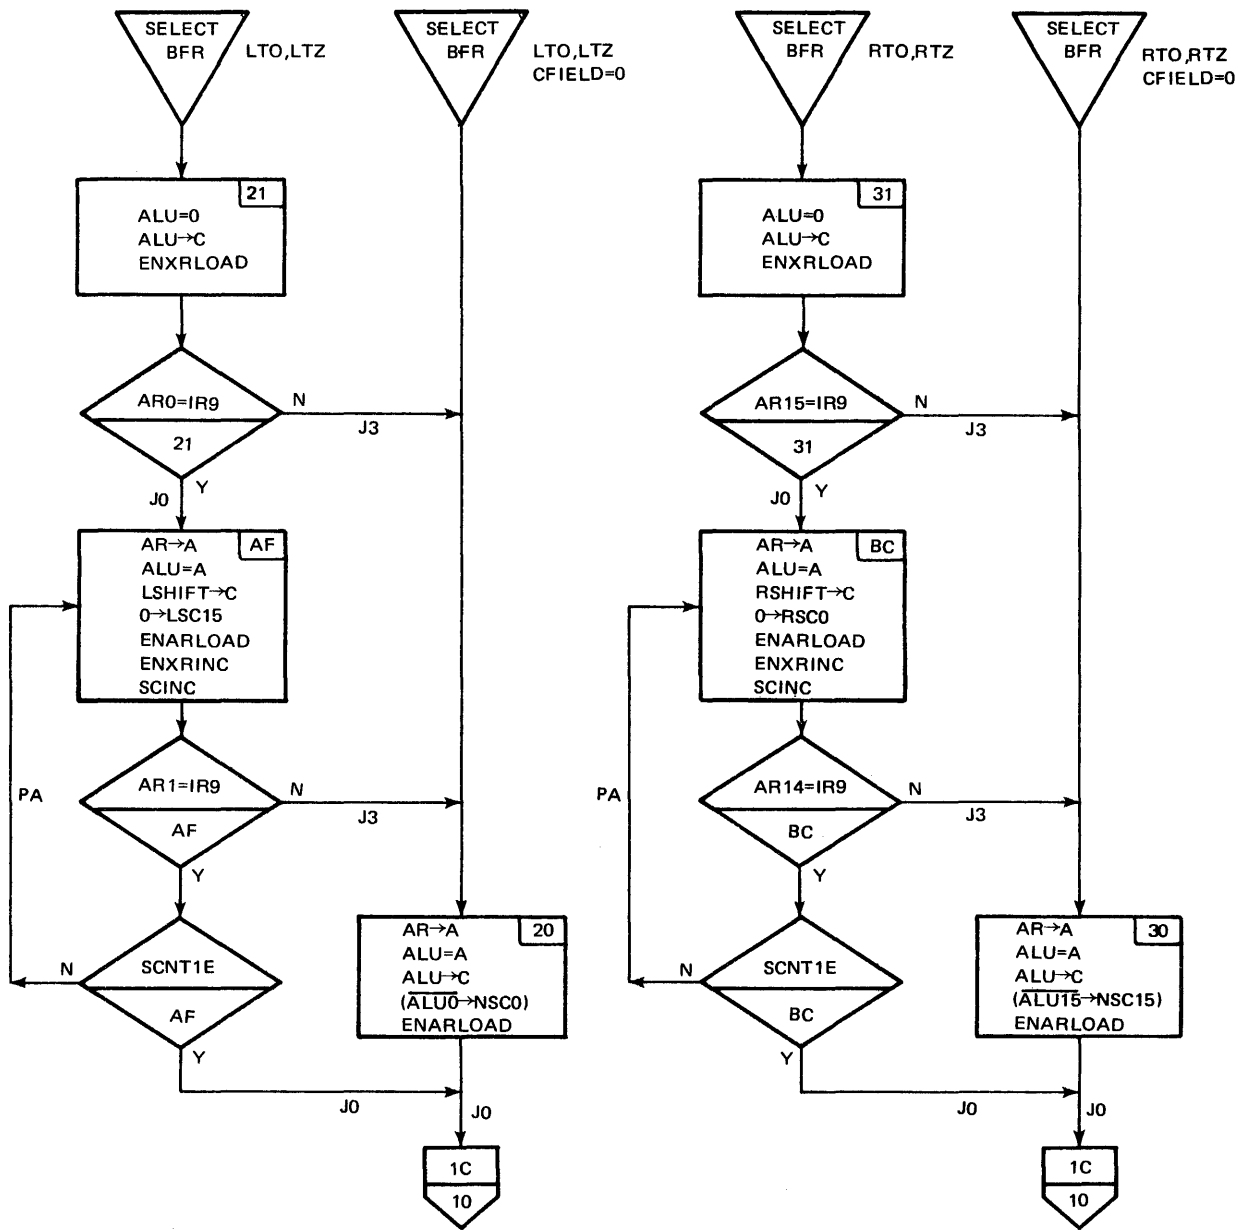 SELECT
BFR
LTO,LTZ
SELECT
BFR
LTO,LTZ
CFIELD=0
SELECT
BFR
RTO,RTZ
SELECT
BFR
RTO,RTZ
CFIELD=0
21
ALU=0
ALU→C
ENXRLOAD
31
ALU=0
ALU→C
ENXRLOAD
AR0=IR9
21
N
J3
Y
J0
AR15=IR9
31
N
J3
Y
J0
AF
AR→A
ALU=A
LSHIFT→C
0→LSC15
ENARLOAD
ENXRINC
SCINC
BC
AR→A
ALU=A
RSHIFT→C
0→RSC0
ENARLOAD
ENXRINC
SCINC
PA
AR1=IR9
AF
N
J3
Y
PA
AR14=IR9
BC
N
J3
Y
N
SCNT1E
AF
Y
20
AR→A
ALU=A
ALU→C
(A̅L̅U̅0̅→NSC0)
ENARLOAD
N
SCNT1E
BC
Y
30
AR→A
ALU=A
ALU→C
(A̅L̅U̅1̅5̅→NSC15)
ENARLOAD
J0
J0
J0
J0
1C
10
1C
10